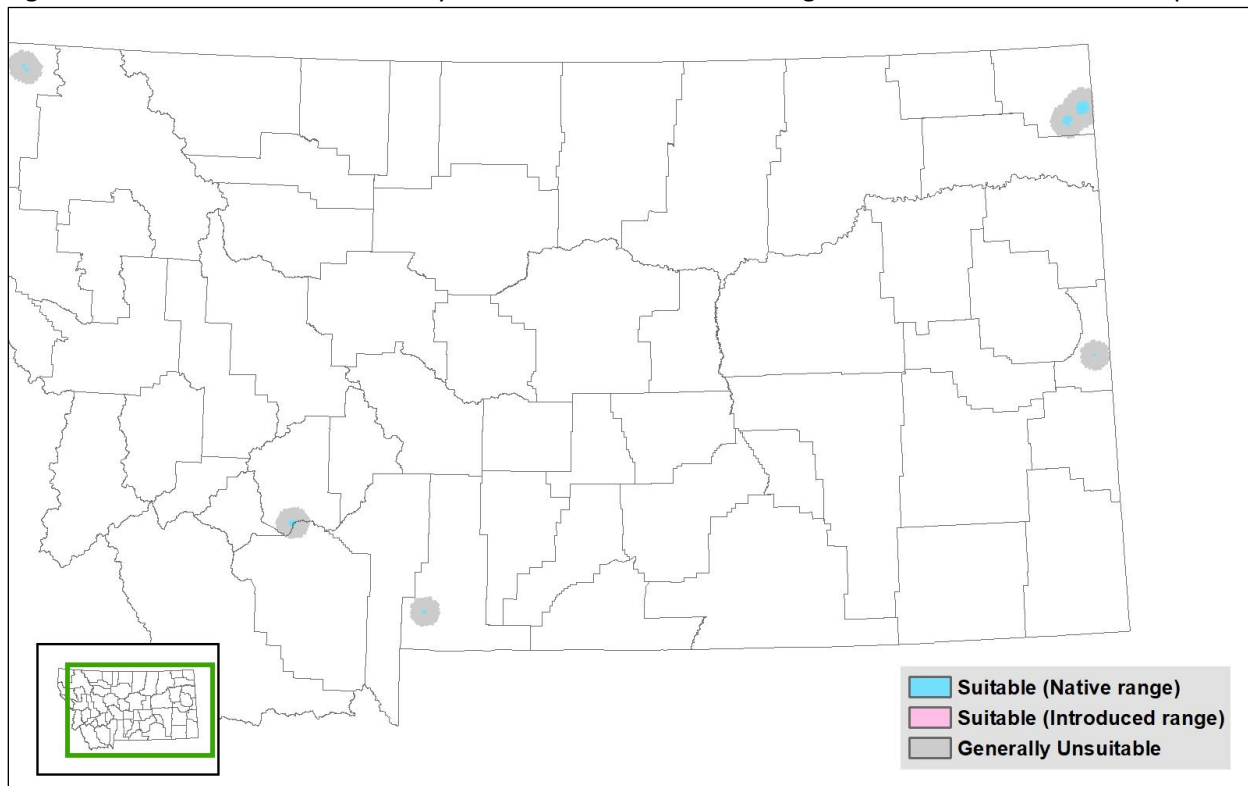 Suitable (Native range)
Suitable (Introduced range)
Generally Unsuitable